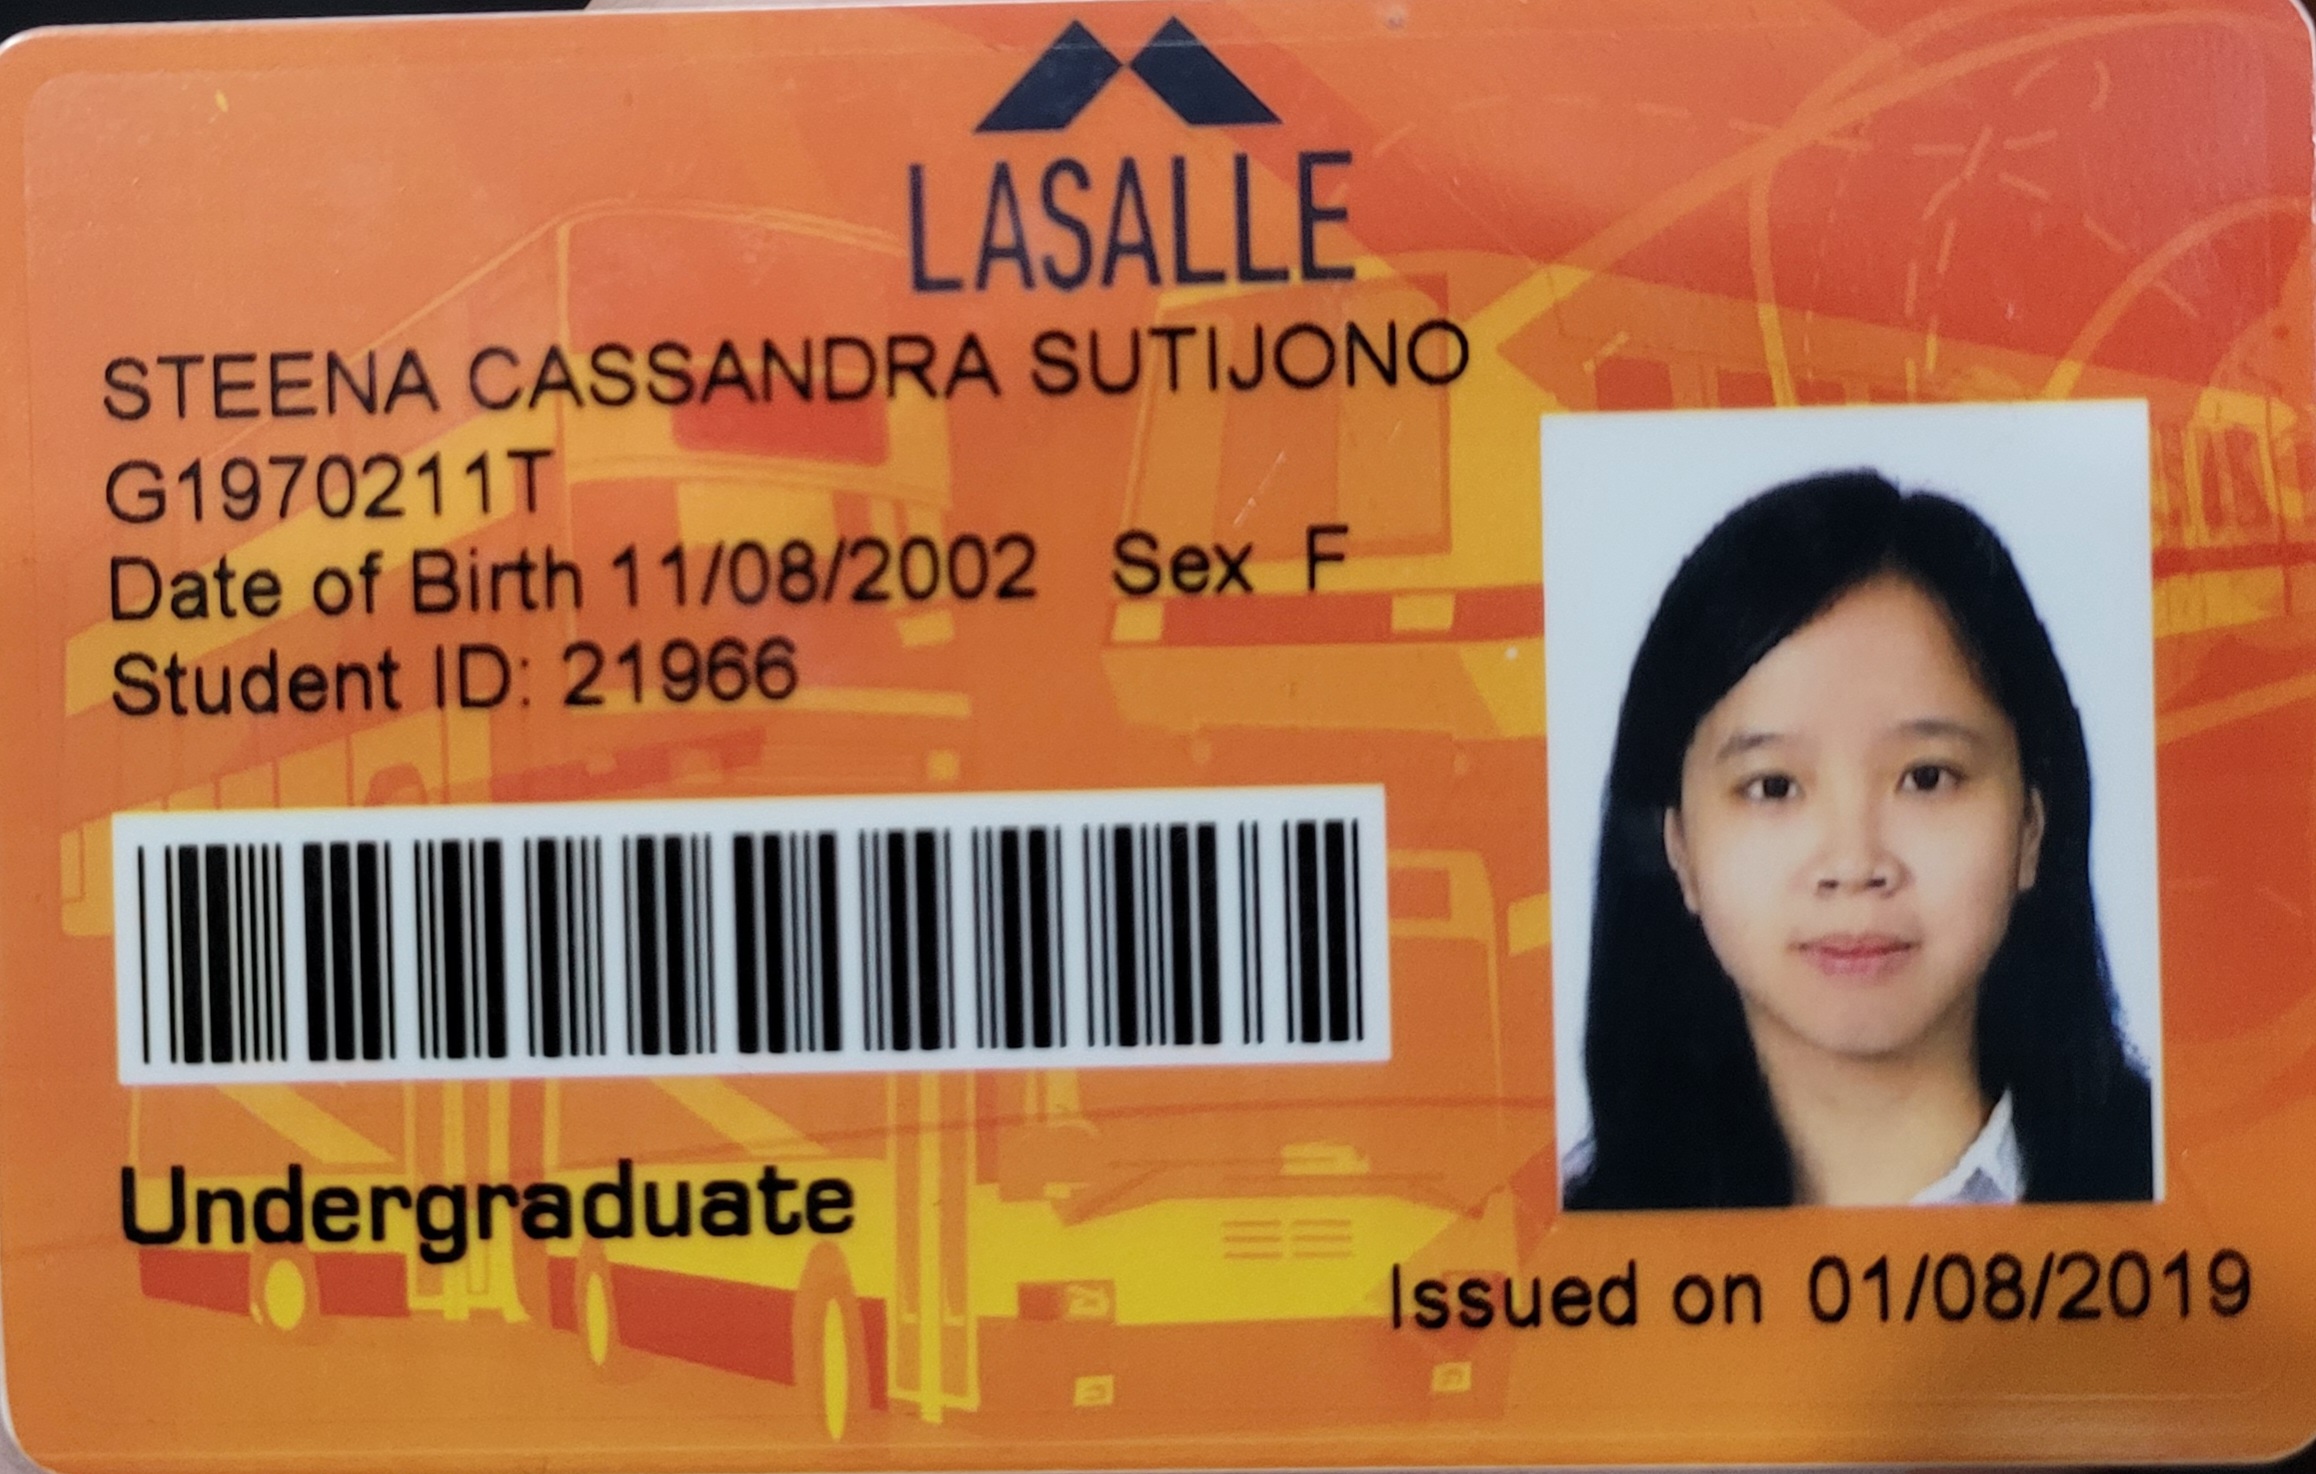 LASALLE
STEENA CASSANDRA SUTIJONO
G1970211T
Date of Birth 11/08/2002 Sex F
Student ID: 21966
Undergraduate
Issued on 01/08/2019